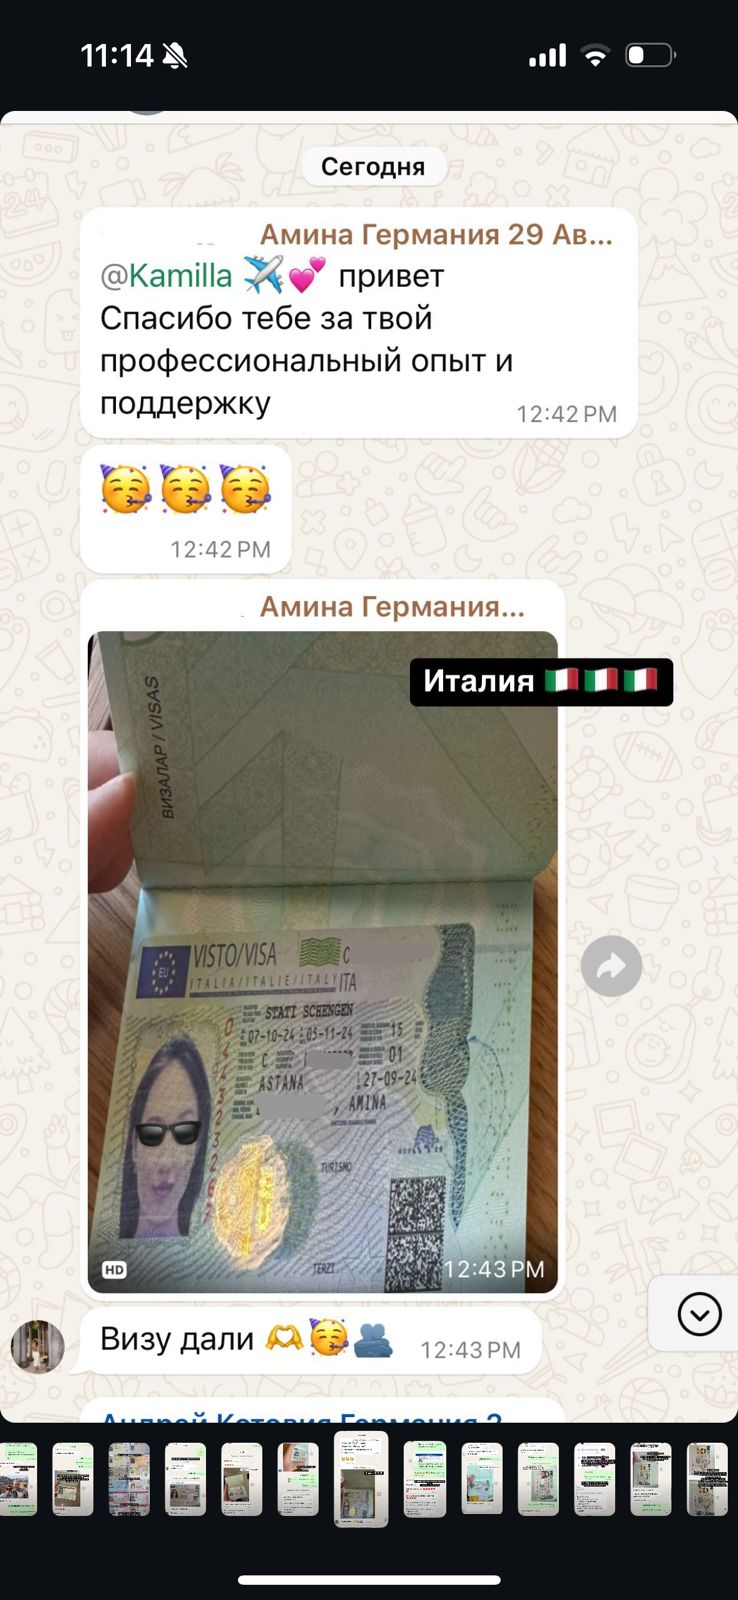 11:14
Сегодня
Амина Германия 29 Ав...
@Kamilla ✈️💕 привет
Спасибо тебе за твой
профессиональный опыт и
поддержку
12:42 PM
🥳🥳🥳
12:42 PM
Амина Германия...
Италия 🇮🇹🇮🇹🇮🇹
ВИЗАЛАР / VISAS
EU
VISTO/VISA C
ITALIA/ITALIE/ITALY ITA
STATI SCHENGEN
07-10-24 05-11-24 15
C 01
ASTANA 27-09-24
, AMINA
TURISMO
TERZI
HD
12:43 PM
Визу дали 🫶🥳🫂
12:43 PM